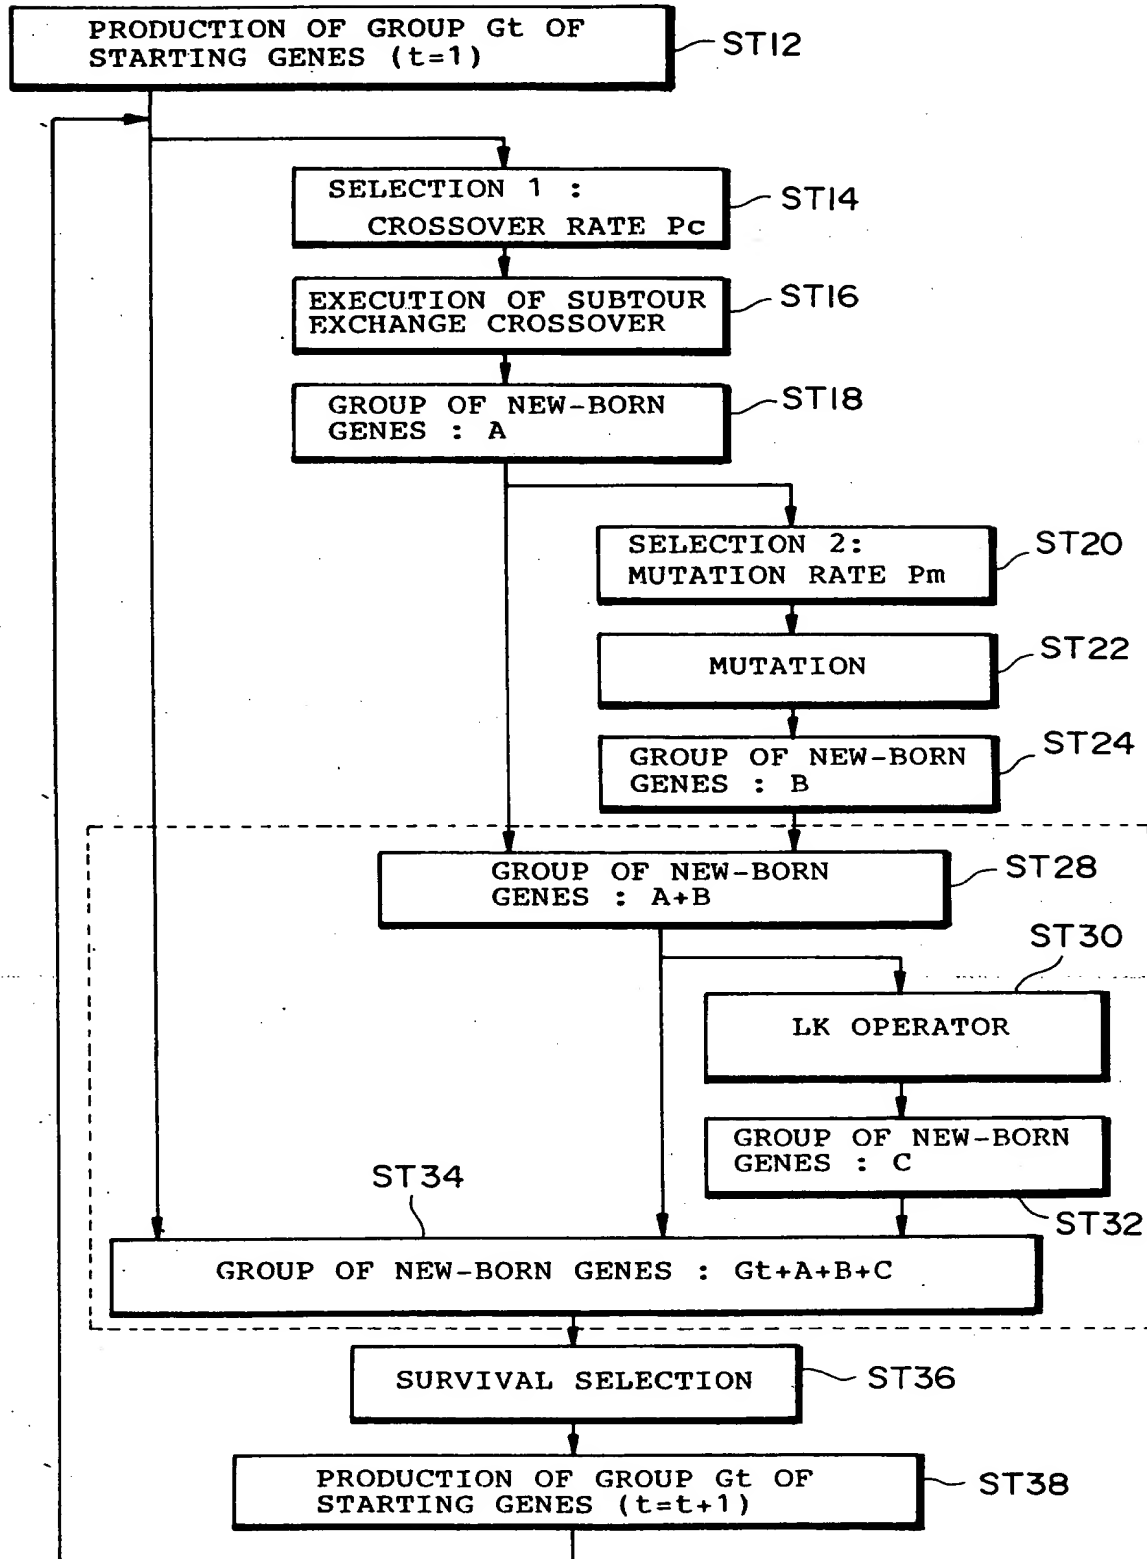 PRODUCTION OF GROUP Gt OF
STARTING GENES (t=1)
ST12
SELECTION 1 :
CROSSOVER RATE Pc
ST14
EXECUTION OF SUBTOUR
EXCHANGE CROSSOVER
ST16
GROUP OF NEW-BORN
GENES : A
ST18
SELECTION 2:
MUTATION RATE Pm
ST20
MUTATION
ST22
GROUP OF NEW-BORN
GENES : B
ST24
GROUP OF NEW-BORN
GENES : A+B
ST28
ST30
LK OPERATOR
GROUP OF NEW-BORN
GENES : C
ST32
ST34
GROUP OF NEW-BORN GENES : Gt+A+B+C
SURVIVAL SELECTION
ST36
PRODUCTION OF GROUP Gt OF
STARTING GENES (t=t+1)
ST38